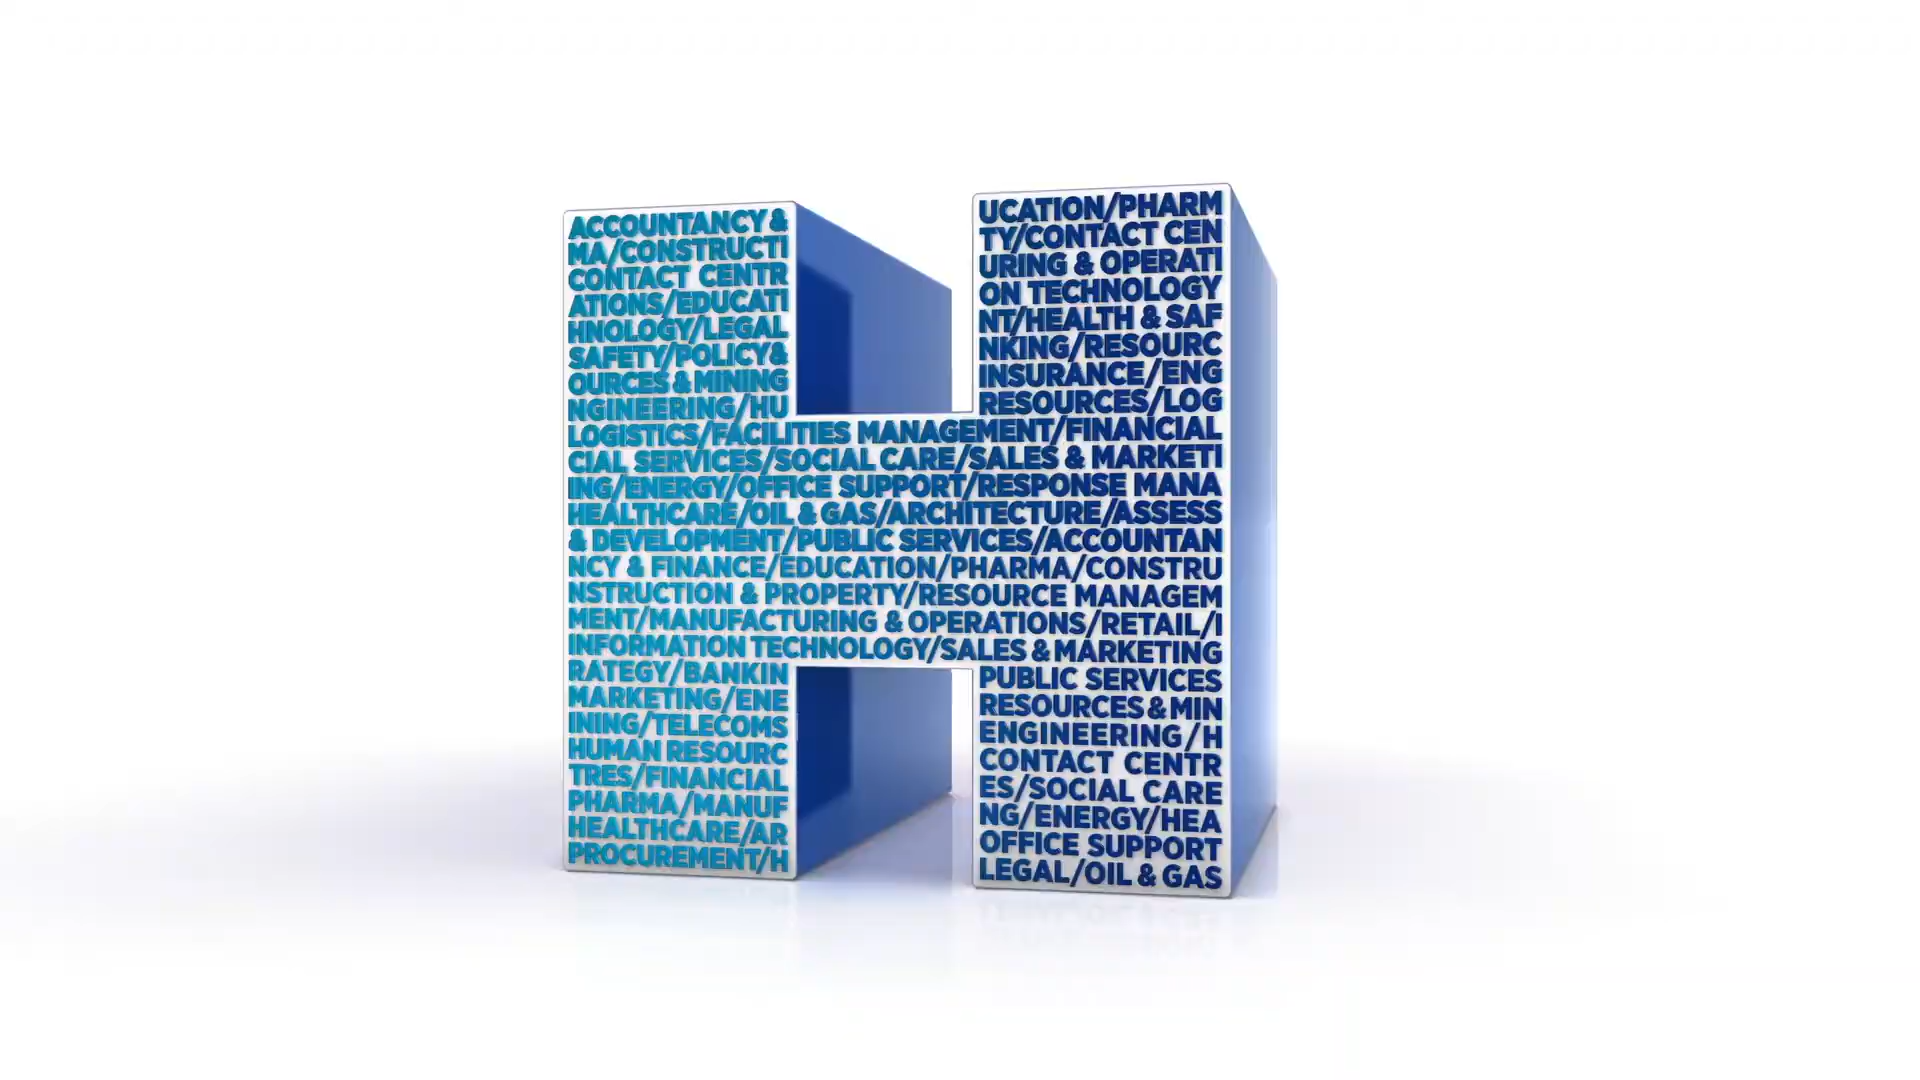 ACCOUNTANCY &
MA/CONSTRUCTI
CONTACT CENTR
ATIONS/EDUCATI
HNOLOGY/LEGAL
SAFETY/POLICY &
OURCES & MINING
NGINEERING/HU
UCATION/PHARM
TY/CONTACT CEN
URING & OPERATI
ON TECHNOLOGY
NT/HEALTH & SAF
NKING/RESOURC
INSURANCE/ENG
RESOURCES/LOG
LOGISTICS/FACILITIES MANAGEMENT/FINANCIAL
CIAL SERVICES/SOCIAL CARE/SALES & MARKETI
ING/ENERGY/OFFICE SUPPORT/RESPONSE MANA
HEALTHCARE/OIL & GAS/ARCHITECTURE/ASSESS
& DEVELOPMENT/PUBLIC SERVICES/ACCOUNTAN
NCY & FINANCE/EDUCATION/PHARMA/CONSTRU
NSTRUCTION & PROPERTY/RESOURCE MANAGEM
MENT/MANUFACTURING & OPERATIONS/RETAIL/I
INFORMATION TECHNOLOGY/SALES & MARKETING
RATEGY/BANKIN
MARKETING/ENE
INING/TELECOMS
HUMAN RESOURC
TRES/FINANCIAL
PHARMA/MANUF
HEALTHCARE/AR
PROCUREMENT/H
PUBLIC SERVICES
RESOURCES & MIN
ENGINEERING/H
CONTACT CENTR
ES/SOCIAL CARE
NG/ENERGY/HEA
OFFICE SUPPORT
LEGAL/OIL & GAS